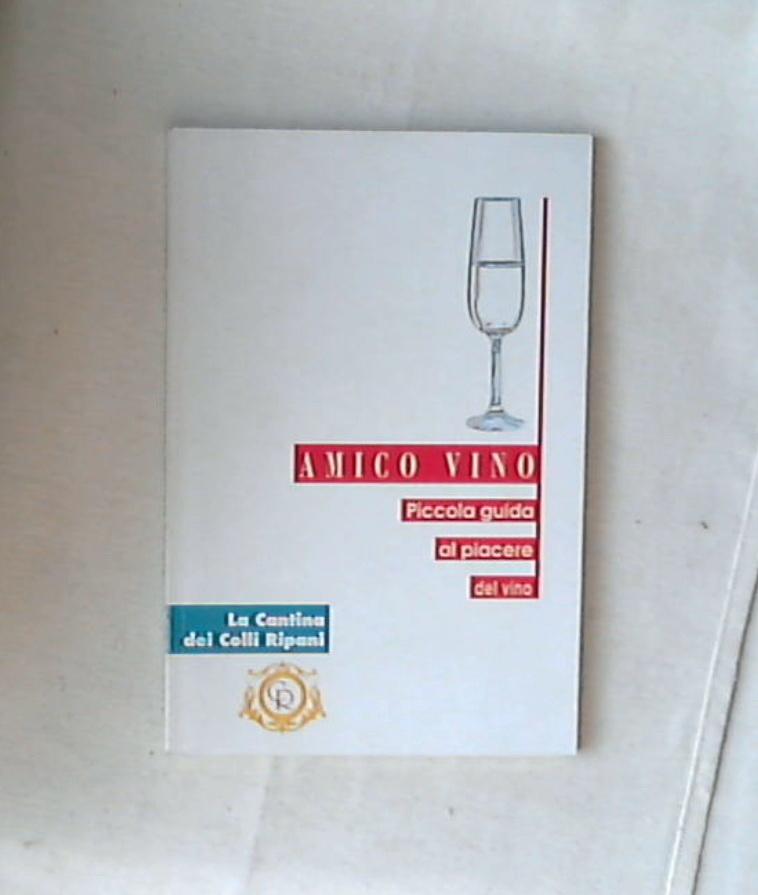 AMICO VINO
Piccola guida
al piacere
del vino
La Cantina
dei Colli Ripani
CR